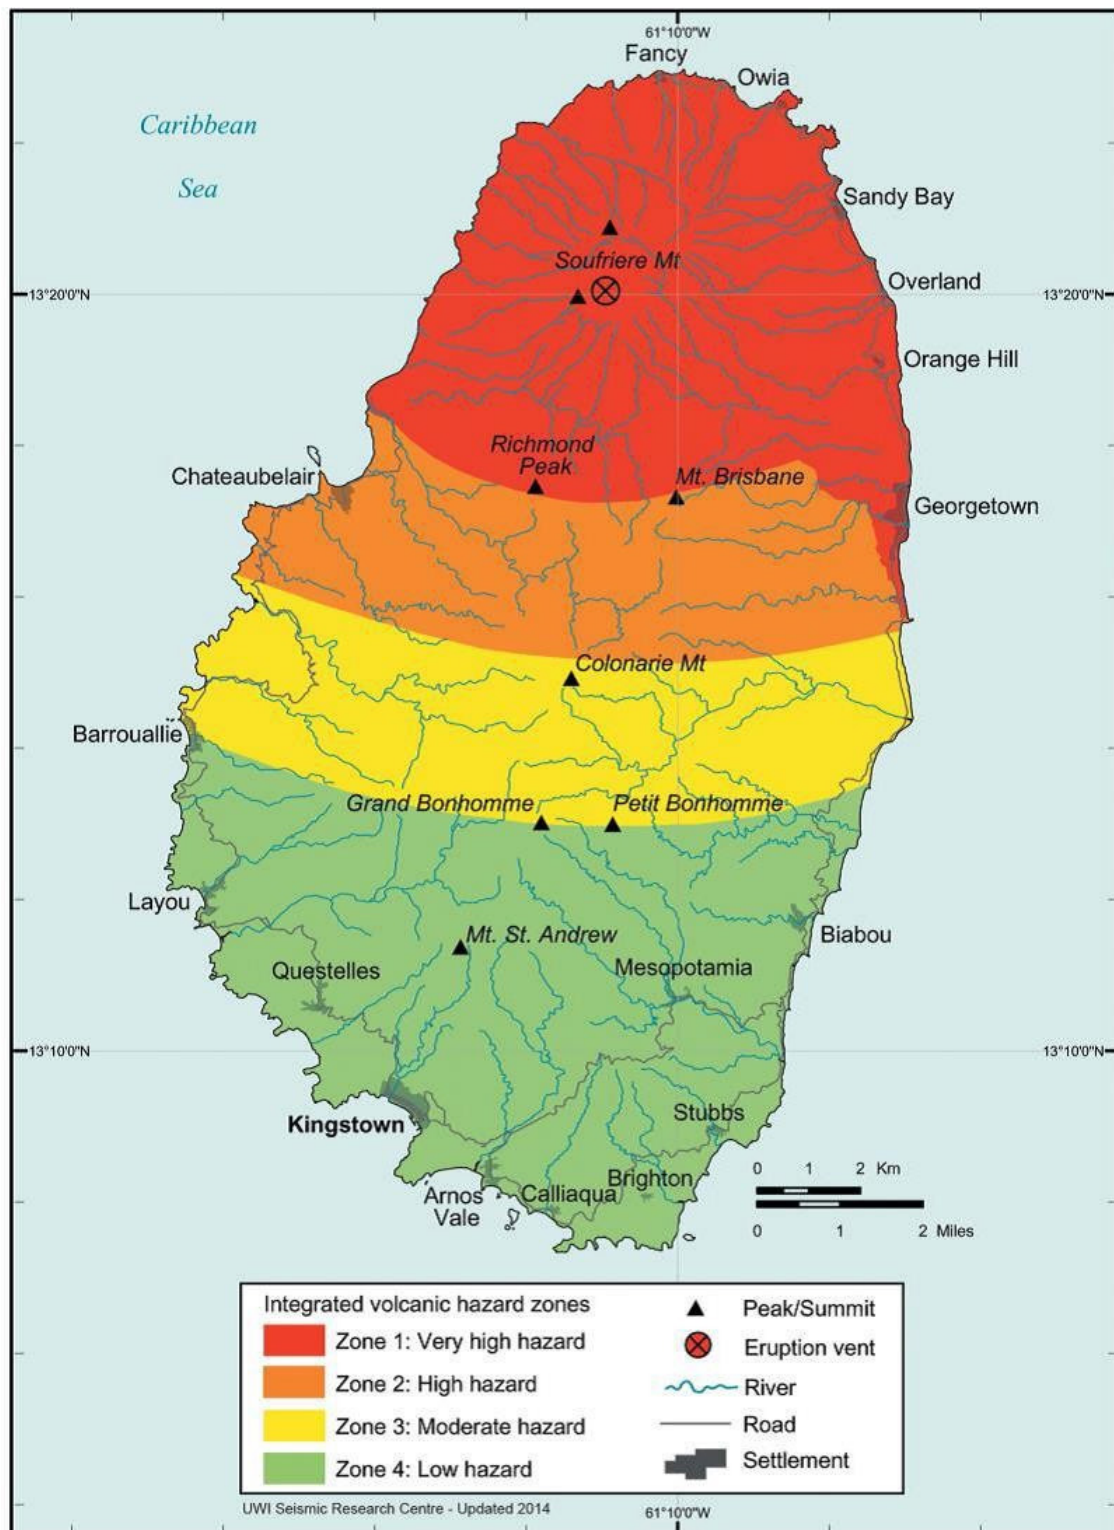 61°10'0"W
Fancy
Owia
Caribbean
Sea
Sandy Bay
Soufriere Mt
Overland
13°20'0"N
13°20'0"N
Orange Hill
Richmond
Peak
Mt. Brisbane
Chateaubelair
Georgetown
Colonarie Mt
Barrouallie
Grand Bonhomme
Petit Bonhomme
Layou
Biabou
Mt. St. Andrew
Questelles
Mesopotamia
13°10'0"N
13°10'0"N
Kingstown
Stubbs
Brighton
Arnos
Vale
Calliaqua
0 1 2 Km
0 1 2 Miles
Integrated volcanic hazard zones
Zone 1: Very high hazard
Zone 2: High hazard
Zone 3: Moderate hazard
Zone 4: Low hazard
Peak/Summit
Eruption vent
River
Road
Settlement
UWI Seismic Research Centre - Updated 2014
61°10'0"W